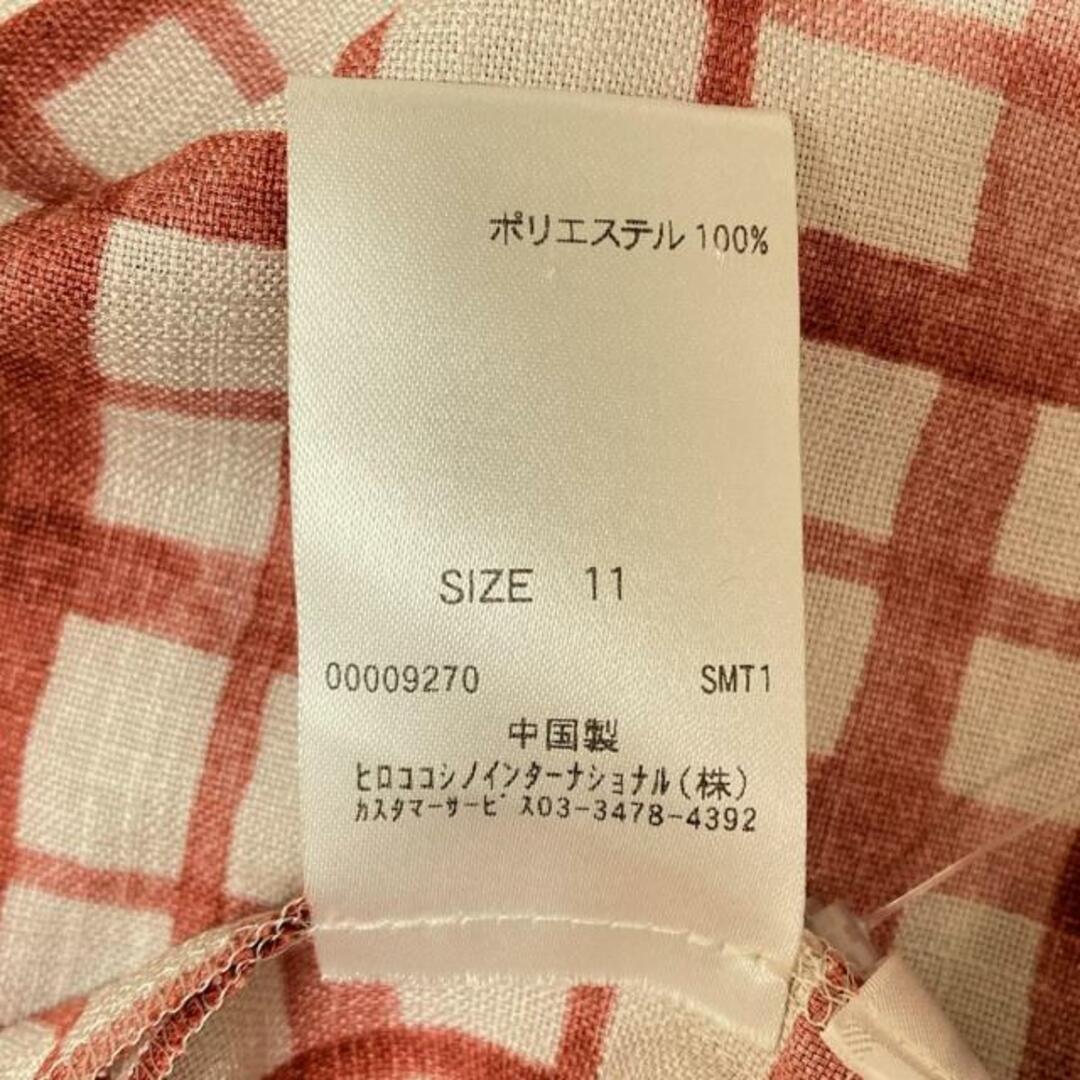 ポリエステル 100%
SIZE 11
00009270 SMT1
中国製
ヒロココシノインターナショナル(株)
カスタマーサービス03-3478-4392